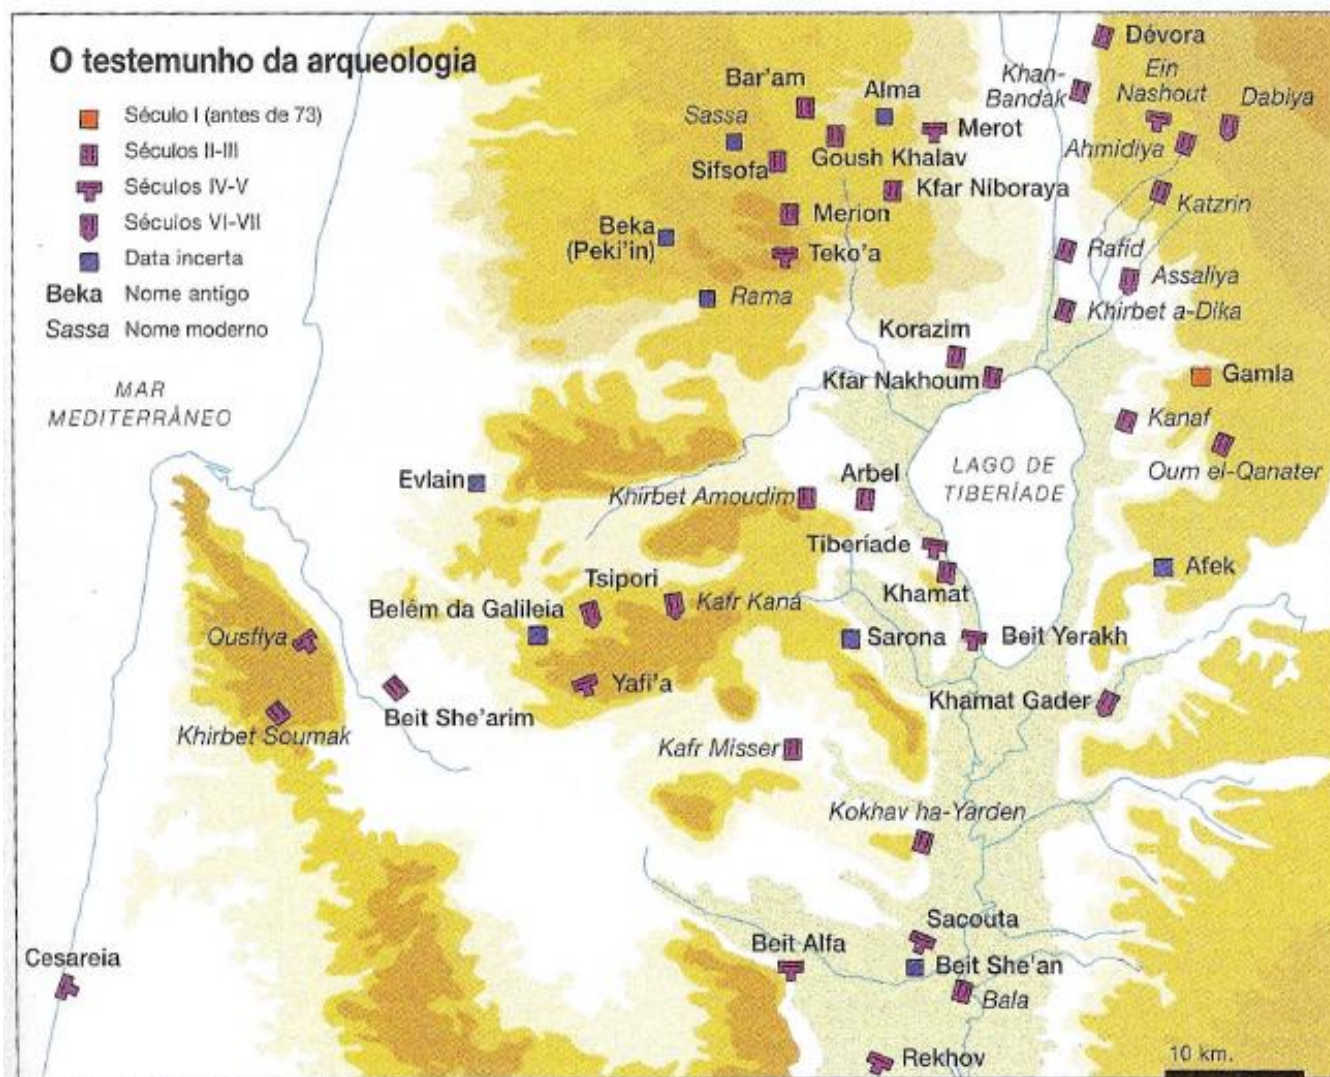 O testemunho da arqueologia
Século I (antes de 73)
Séculos II-III
Séculos IV-V
Séculos VI-VII
Data incerta
Beka Nome antigo
Sassa Nome moderno
MAR
MEDITERRÂNEO
Dévora
Khan-
Bandak
Ein
Nashout
Dabiya
Bar'am
Alma
Sassa
Merot
Ahmidiya
Sifsofa
Goush Khalav
Kfar Niboraya
Katzrin
Merion
Beka
(Peki'in)
Teko'a
Rafid
Assaliya
Rama
Khirbet a-Dika
Korazim
Kfar Nakhoum
Gamla
Kanaf
Oum el-Qanater
LAGO DE
TIBERÍADE
Evlain
Arbel
Khirbet Amoudim
Tiberíade
Afek
Khamat
Tsipori
Kafr Kaná
Belém da Galileia
Ousfiya
Sarona
Beit Yerakh
Yafi'a
Khamat Gader
Beit She'arim
Khirbet Soumak
Kafr Misser
Kokhav ha-Yarden
Sacouta
Beit Alfa
Beit She'an
Cesareia
Bala
Rekhov
10 km.